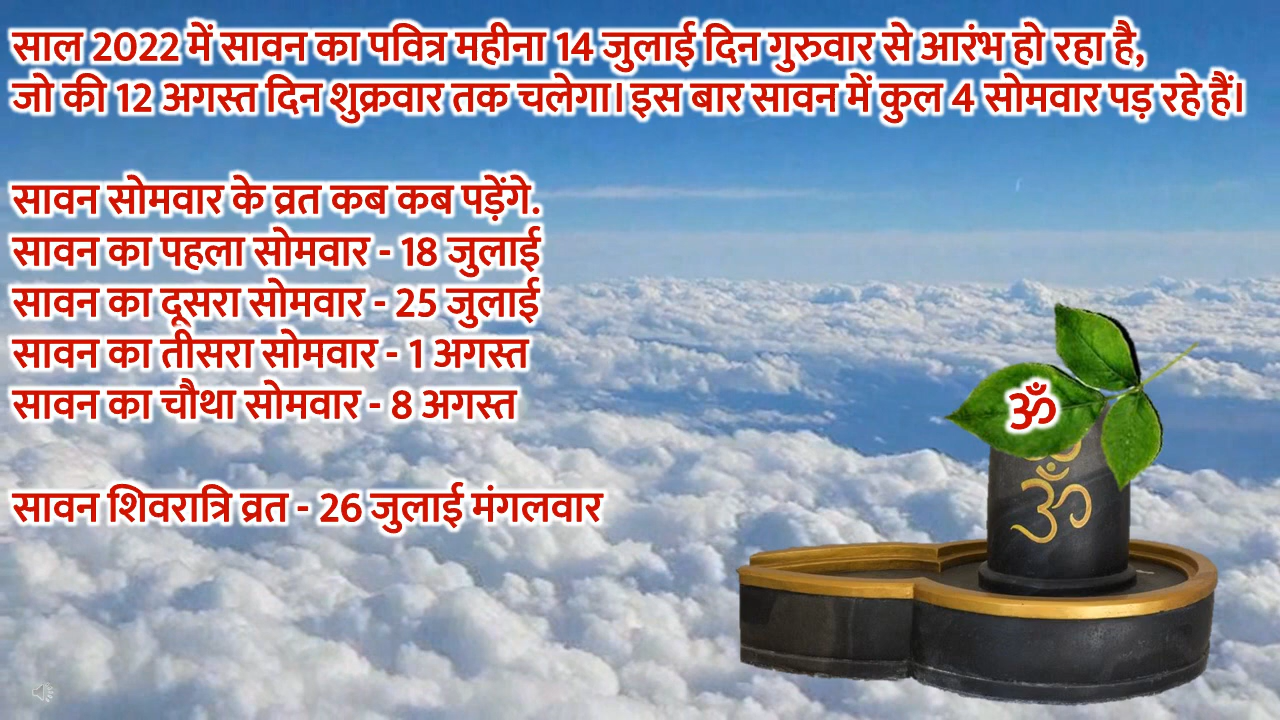 साल 2022 में सावन का पवित्र महीना 14 जुलाई दिन गुरुवार से आरंभ हो रहा है,
जो की 12 अगस्त दिन शुक्रवार तक चलेगा। इस बार सावन में कुल 4 सोमवार पड़ रहे हैं।
सावन सोमवार के व्रत कब कब पड़ेंगे.
सावन का पहला सोमवार - 18 जुलाई
सावन का दूसरा सोमवार - 25 जुलाई
सावन का तीसरा सोमवार - 1 अगस्त
सावन का चौथा सोमवार - 8 अगस्त
सावन शिवरात्रि व्रत - 26 जुलाई मंगलवार
ॐ
ॐ